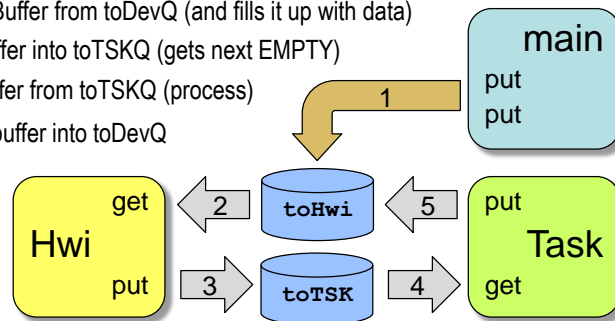 Buffer from toDevQ (and fills it up with data)
ffer into toTSKQ (gets next EMPTY)
fer from toTSKQ (process)
buffer into toDevQ
main
put
put
1
get
2
toHwi
5
put
Hwi
Task
put
3
toTSK
4
get